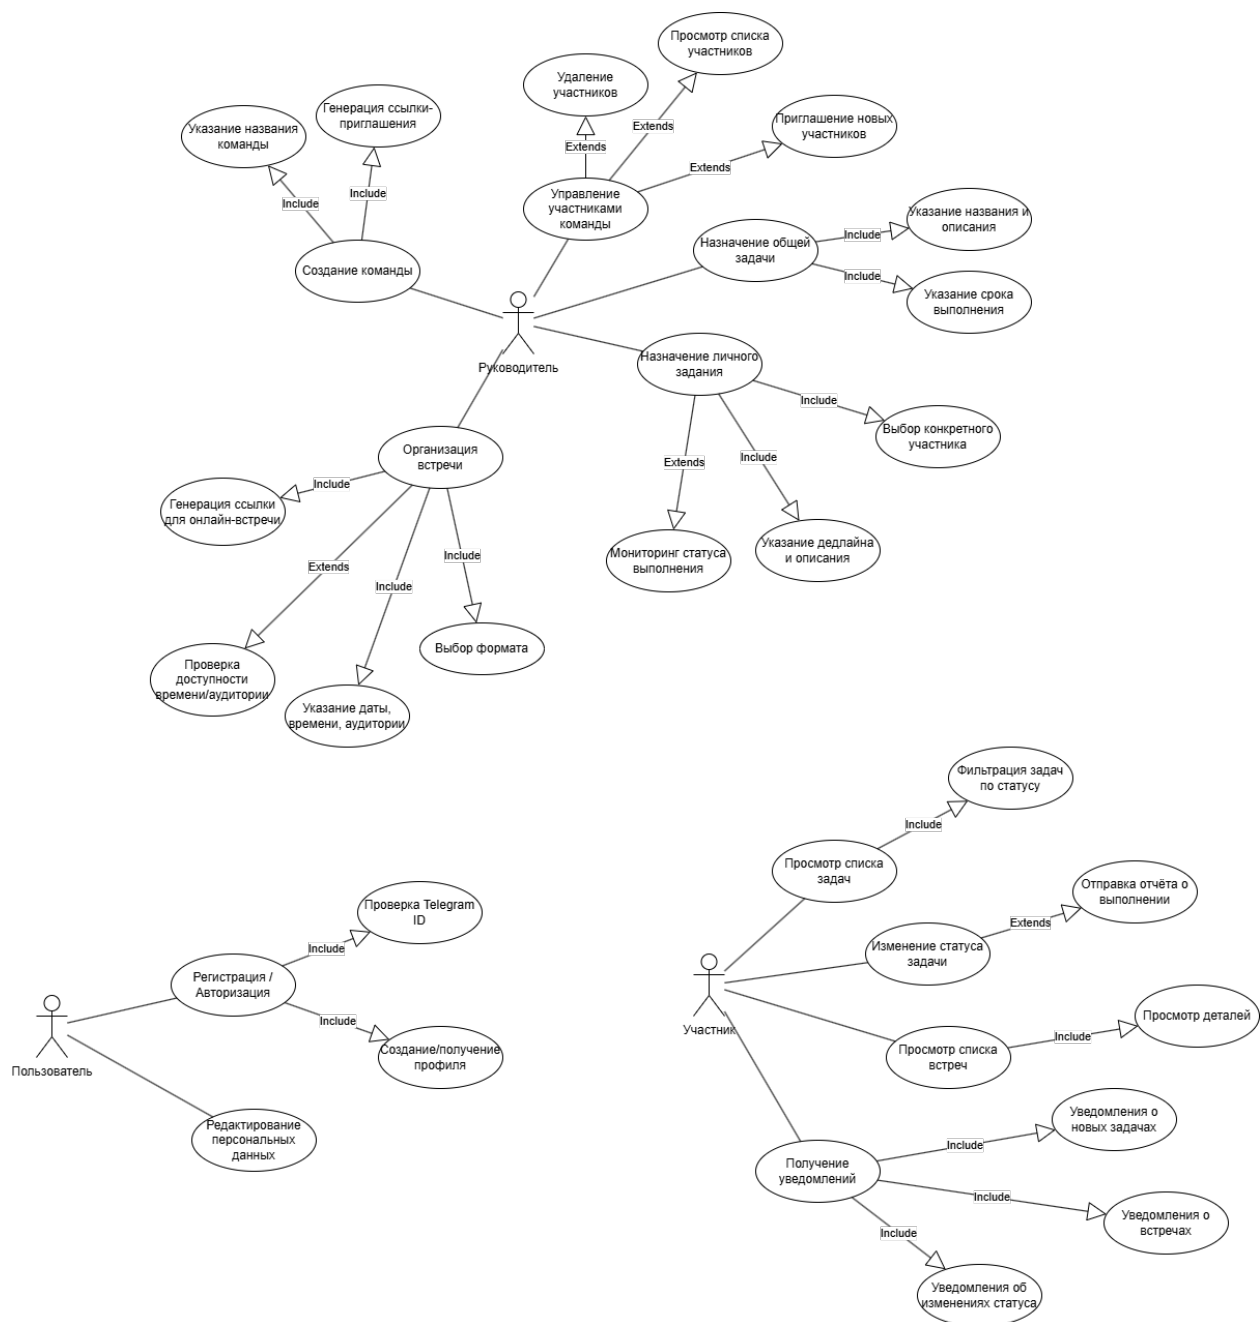 Просмотр списка
участников
Удаление
участников
Extends
Extends
Приглашение новых
участников
Extends
Управление
участниками
команды
Генерация ссылки-
приглашения
Указание названия
команды
Include
Include
Создание команды
Назначение общей
задачи
Include
Указание названия и
описания
Include
Указание срока
выполнения
Руководитель
Назначение личного
задания
Include
Выбор конкретного
участника
Extends
Include
Мониторинг статуса
выполнения
Указание дедлайна
и описания
Организация
встречи
Include
Генерация ссылки
для онлайн-встречи
Extends
Include
Include
Выбор формата
Проверка
доступности
времени/аудитории
Указание даты,
времени, аудитории
Фильтрация задач
по статусу
Include
Просмотр списка
задач
Отправка отчёта о
выполнении
Extends
Изменение статуса
задачи
Участник
Просмотр списка
встреч
Include
Просмотр деталей
Получение
уведомлений
Include
Уведомления о
новых задачах
Include
Уведомления о
встречах
Include
Уведомления об
изменениях статуса
Проверка Telegram
ID
Include
Регистрация /
Авторизация
Include
Создание/получение
профиля
Пользователь
Редактирование
персональных
данных